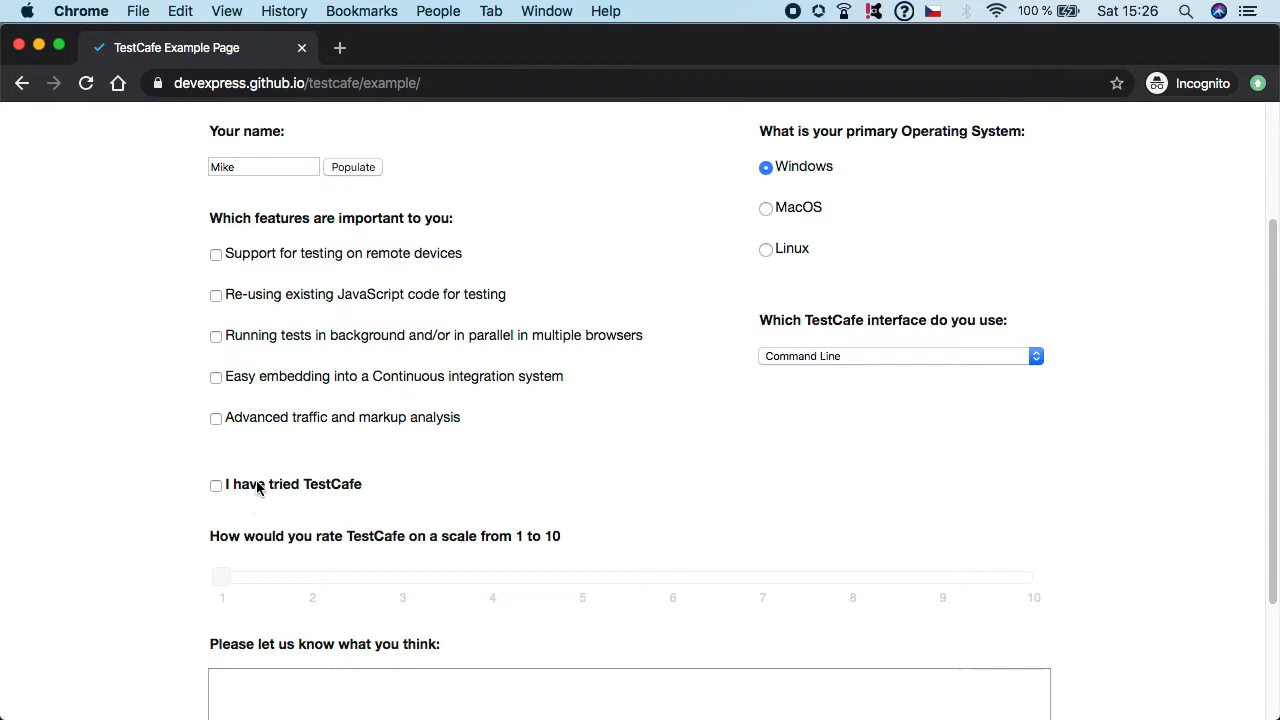 Chrome File Edit View History Bookmarks People Tab Window Help 100 % Sat 15:26
TestCafe Example Page
devexpress.github.io/testcafe/example/ Incognito
Your name:
Mike Populate
Which features are important to you:
Support for testing on remote devices
Re-using existing JavaScript code for testing
Running tests in background and/or in parallel in multiple browsers
Easy embedding into a Continuous integration system
Advanced traffic and markup analysis
What is your primary Operating System:
Windows
MacOS
Linux
Which TestCafe interface do you use:
Command Line
I have tried TestCafe
How would you rate TestCafe on a scale from 1 to 10
1 2 3 4 5 6 7 8 9 10
Please let us know what you think: